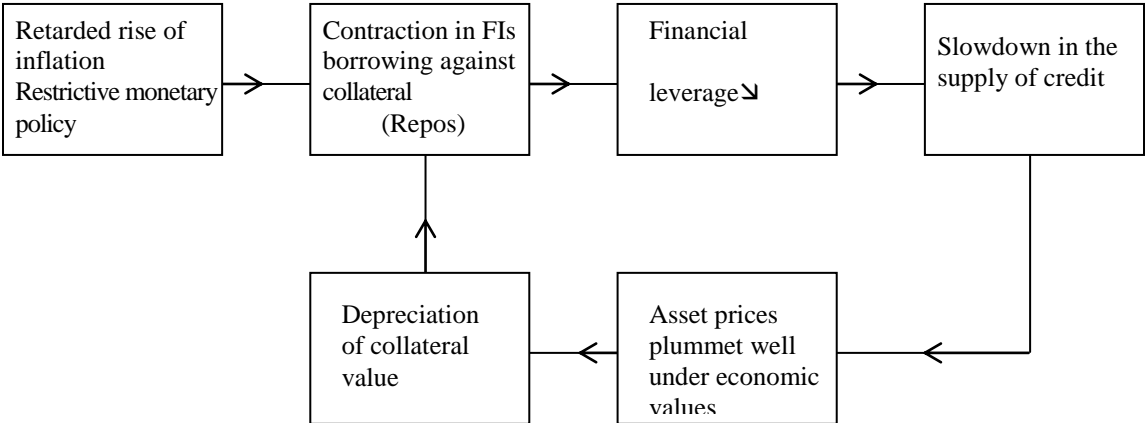 Retarded rise of
inflation
Restrictive monetary
policy
Contraction in FIs
borrowing against
collateral
(Repos)
Financial
leverage↘
Slowdown in the
supply of credit
Depreciation
of collateral
value
Asset prices
plummet well
under economic
values